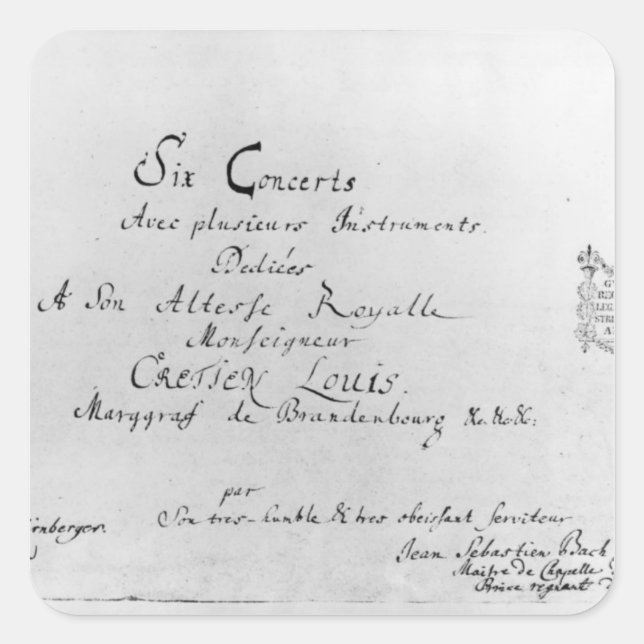 Six Concerts
Avec plusieurs Instruments.
Dediées
A Son Altesse Royalle
Monseigneur
CRETIEN LOUIS.
Marggraf de Brandenbourg &c.&c.&c:
par
Son tres-humble & tres obeissant serviteur
Jean Sebastien Bach
Maitre de Chapelle
Prince regnant
rnberger.